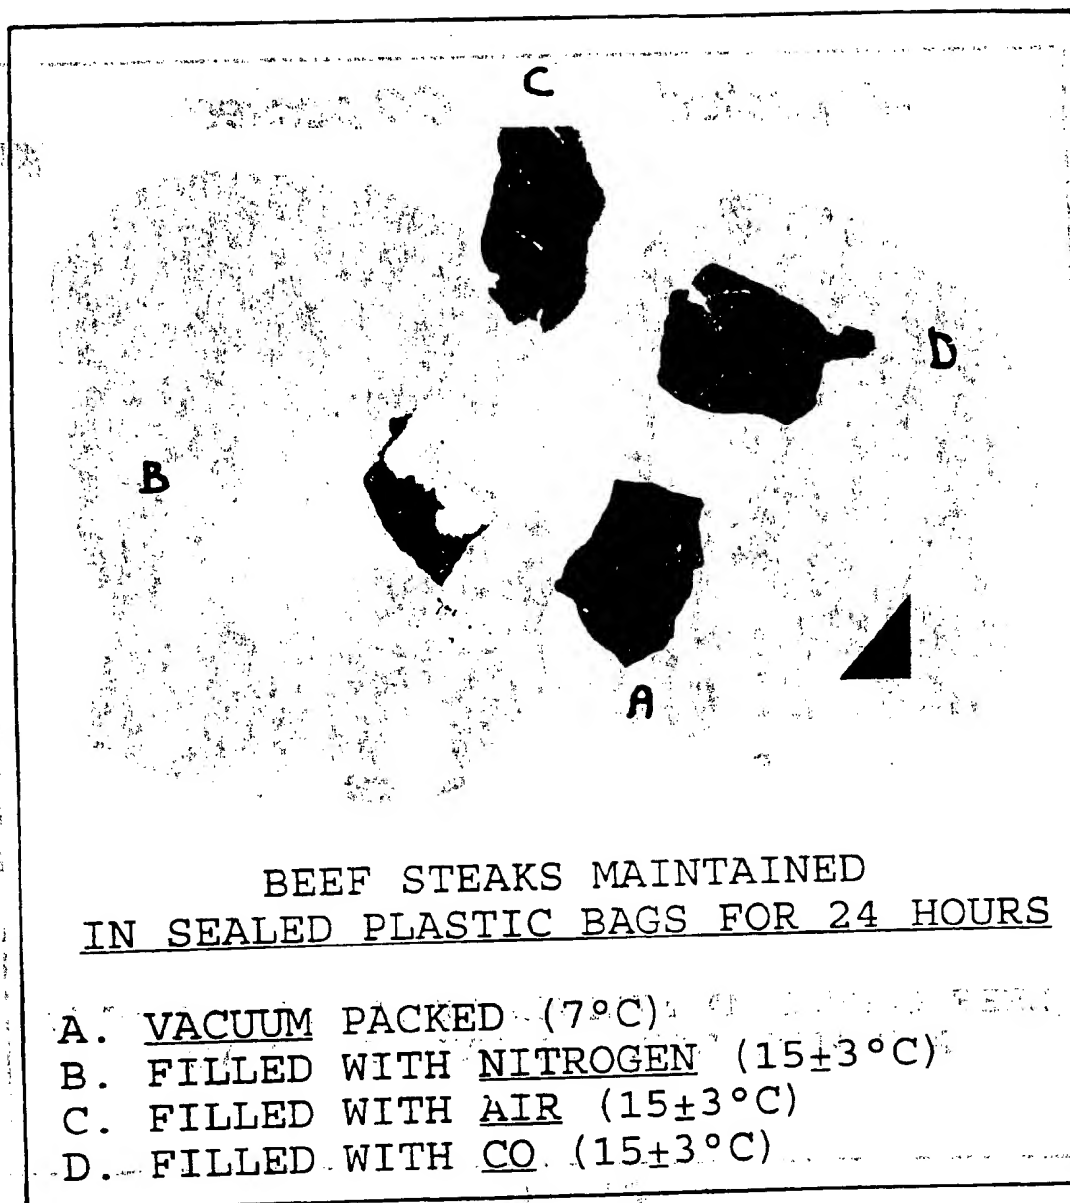 C
D
B
A
BEEF STEAKS MAINTAINED
IN SEALED PLASTIC BAGS FOR 24 HOURS
A. VACUUM PACKED (7°C)
B. FILLED WITH NITROGEN (15±3°C)
C. FILLED WITH AIR (15±3°C)
D. FILLED WITH CO (15±3°C)